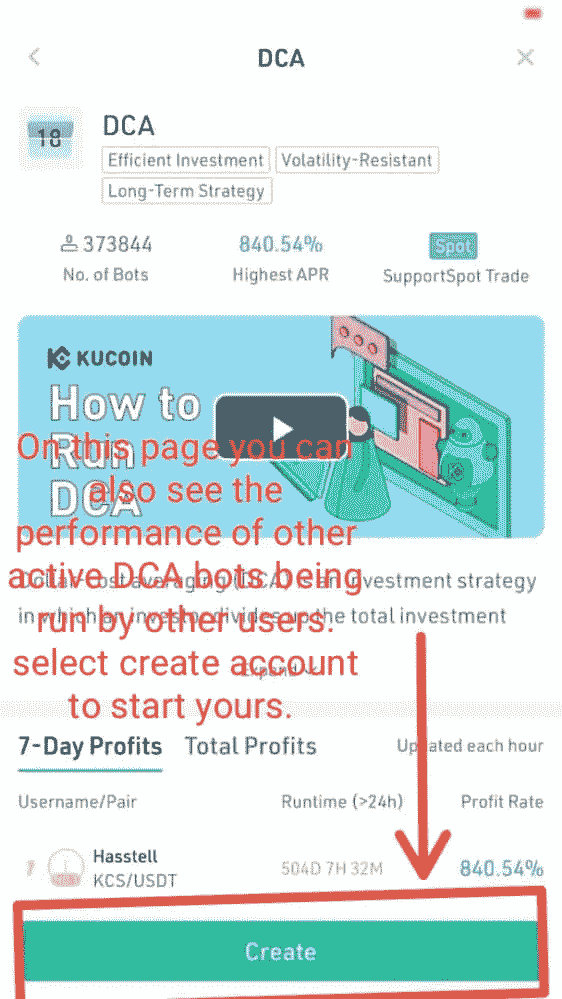 DCA
18
DCA
Efficient Investment
Volatility-Resistant
Long-Term Strategy
373844
No. of Bots
840.54%
Highest APR
Spot
SupportSpot Trade
KUCOIN
How to
Run
DCA
On this page you can
also see the
performance of other
active DCA bots being
run by other users.
select create account
to start yours.
Dollar-cost averaging (DCA) is an investment strategy
in which an investor divides up the total investment
Expand
7-Day Profits
Total Profits
Updated each hour
Username/Pair
Runtime (>24h)
Profit Rate
Hasstell
KCS/USDT
504D 7H 32M
840.54%
Create